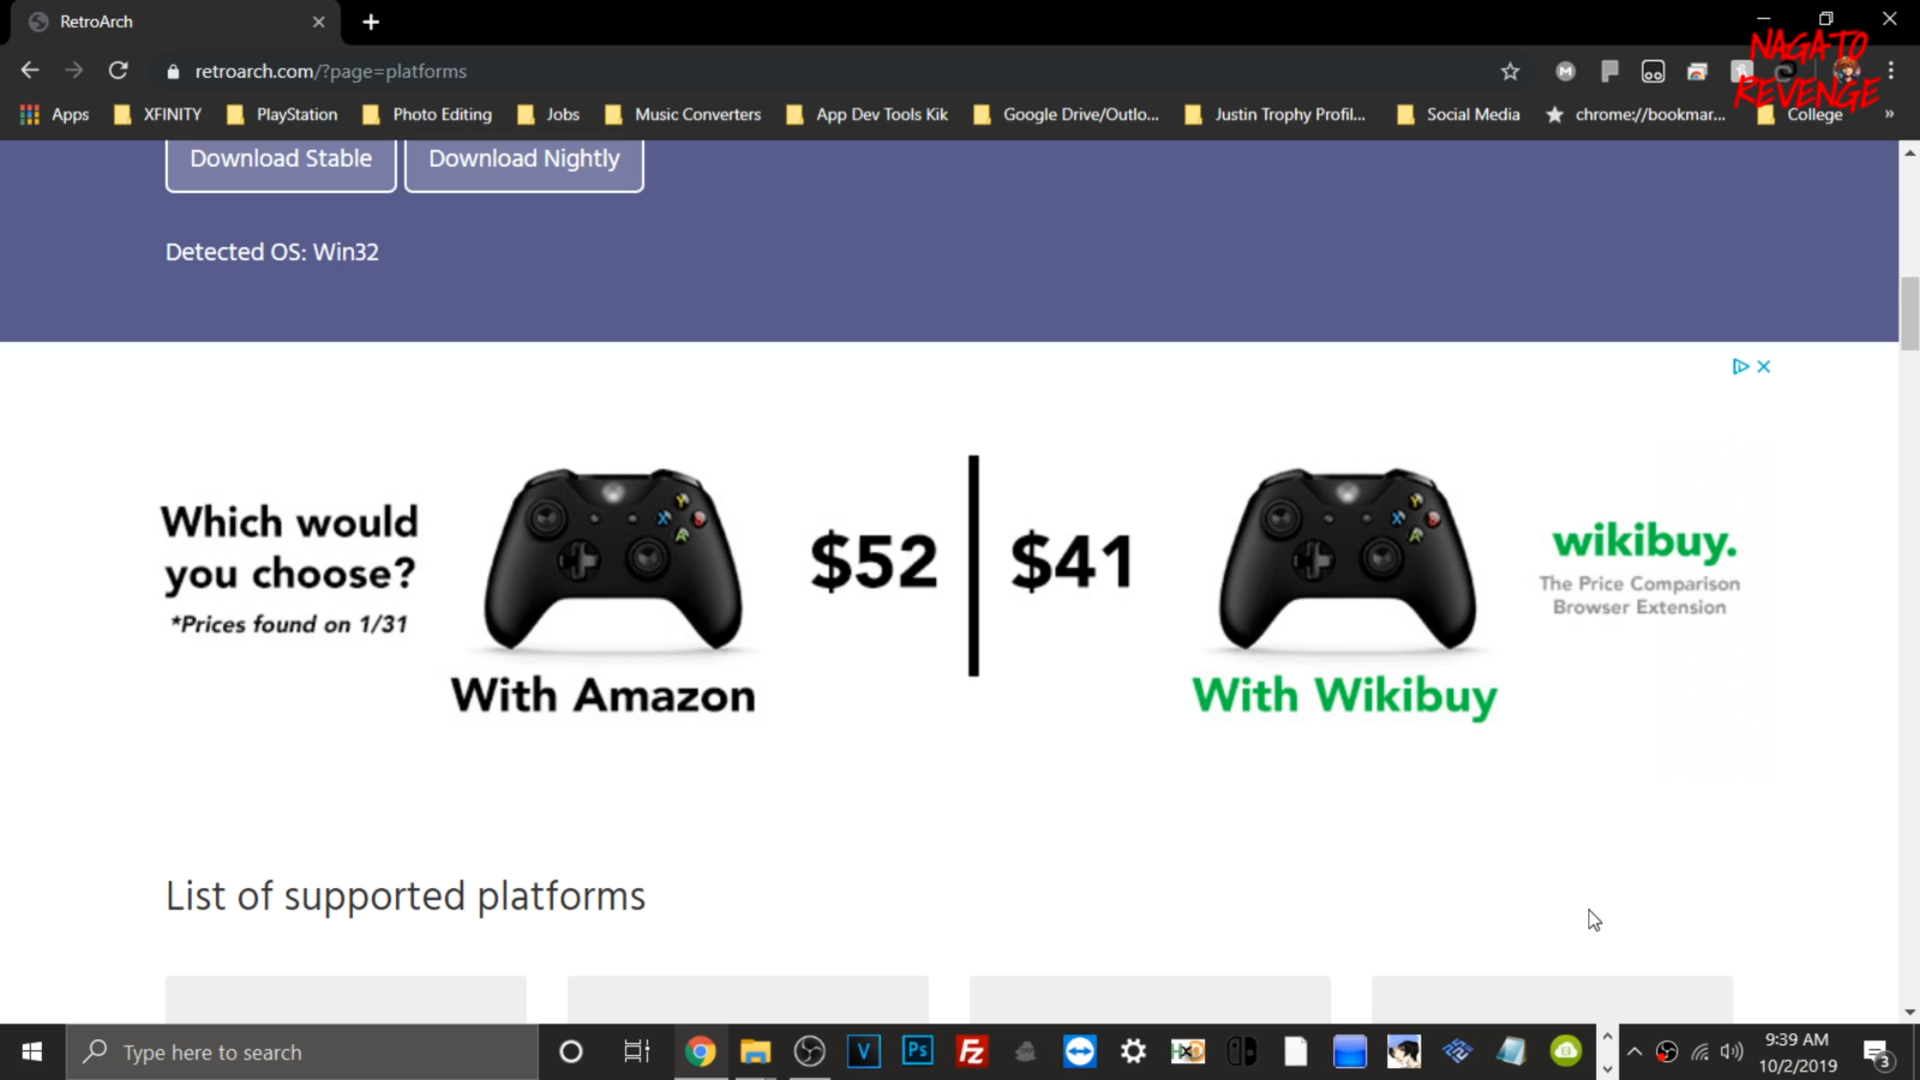 RetroArch
NAGATO
REVENGE
retroarch.com/?page=platforms
Apps XFINITY PlayStation Photo Editing Jobs Music Converters App Dev Tools Kik Google Drive/Outlo... Justin Trophy Profil... Social Media chrome://bookmar... College »
Download Stable Download Nightly
Detected OS: Win32
Which would
you choose?
*Prices found on 1/31
With Amazon
$52
$41
With Wikibuy
wikibuy.
The Price Comparison
Browser Extension
List of supported platforms
Type here to search
9:39 AM
10/2/2019
3